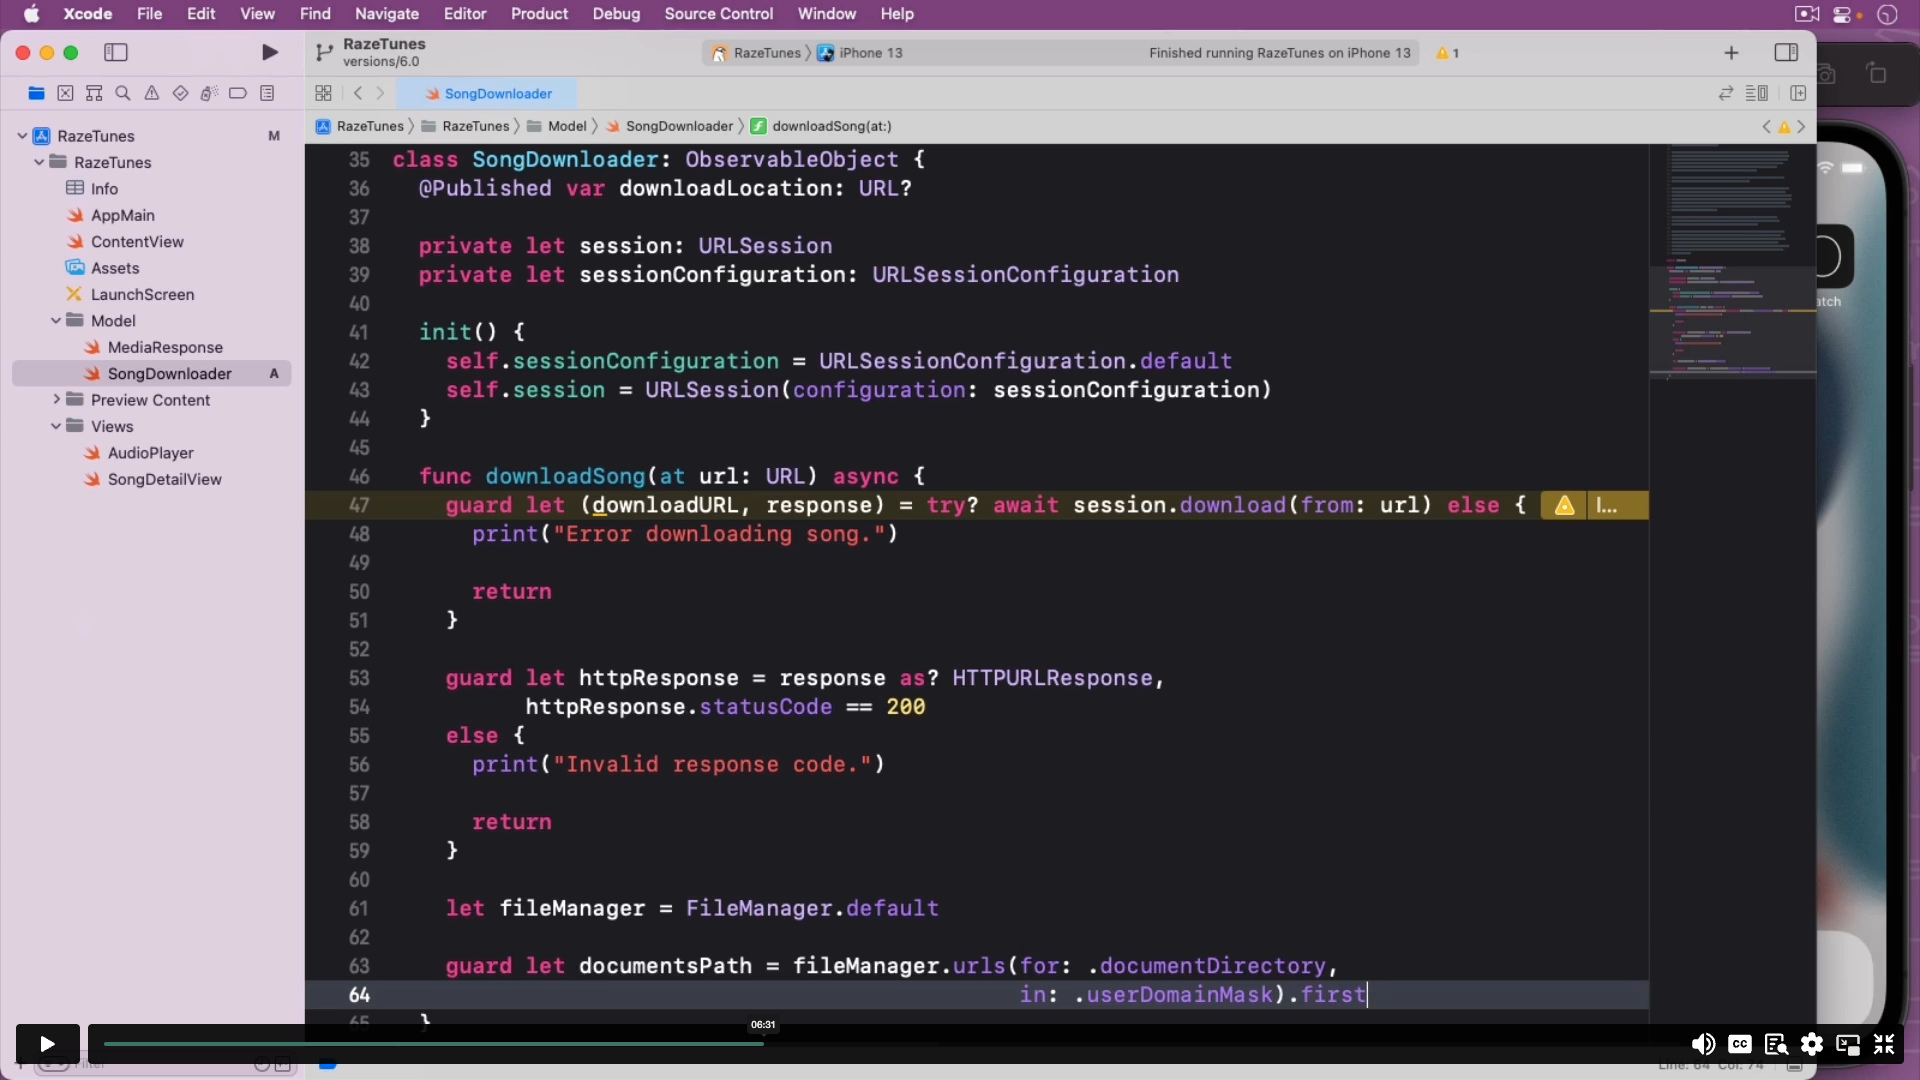 Xcode File Edit View Find Navigate Editor Product Debug Source Control Window Help
RazeTunes
versions/6.0
RazeTunes iPhone 13
Finished running RazeTunes on iPhone 13
1
SongDownloader
RazeTunes RazeTunes Model SongDownloader downloadSong(at:)
RazeTunes M
RazeTunes
Info
AppMain
ContentView
Assets
LaunchScreen
Model
MediaResponse
SongDownloader A
Preview Content
Views
AudioPlayer
SongDetailView
35 class SongDownloader: ObservableObject {
36 @Published var downloadLocation: URL?
37
38 private let session: URLSession
39 private let sessionConfiguration: URLSessionConfiguration
40
41 init() {
42 self.sessionConfiguration = URLSessionConfiguration.default
43 self.session = URLSession(configuration: sessionConfiguration)
44 }
45
46 func downloadSong(at url: URL) async {
47 guard let (downloadURL, response) = try? await session.download(from: url) else { I...
48 print("Error downloading song.")
49
50 return
51 }
52
53 guard let httpResponse = response as? HTTPURLResponse,
54 httpResponse.statusCode == 200
55 else {
56 print("Invalid response code.")
57
58 return
59 }
60
61 let fileManager = FileManager.default
62
63 guard let documentsPath = fileManager.urls(for: .documentDirectory,
64 in: .userDomainMask).first
65 }
06:31
CC
Filter
Line: 64 Col: 74